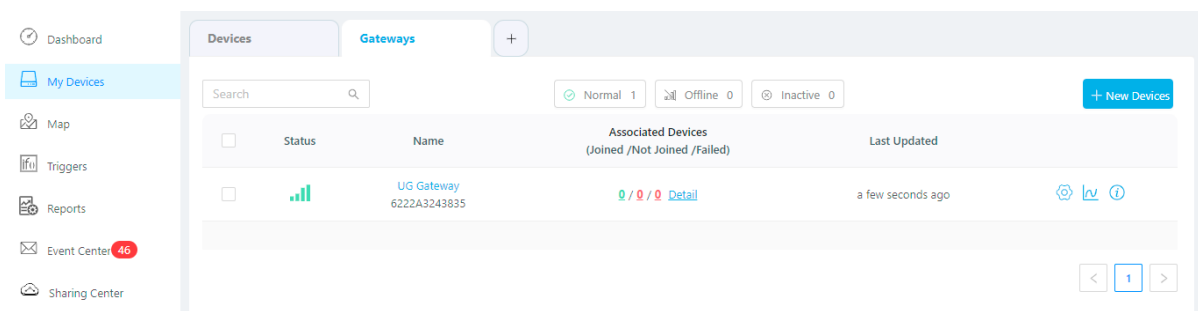 Dashboard
My Devices
Map
Triggers
Reports
Event Center 46
Sharing Center
Devices
Gateways
+
Search
Normal 1
Offline 0
Inactive 0
+ New Devices
Status
Name
Associated Devices
(Joined /Not Joined /Failed)
Last Updated
UG Gateway
6222A3243835
0 / 0 / 0 Detail
a few seconds ago
< 1 >